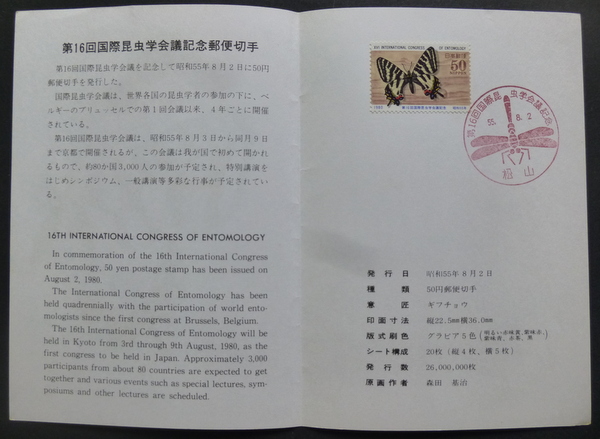 第16回国際昆虫学会議記念郵便切手
第16回国際昆虫学会議を記念して昭和55年8月2日に50円
郵便切手を発行した。
国際昆虫学会議は、世界各国の昆虫学者の参加の下に、ベ
ルギーのブリュッセルでの第1回会議以来、4年ごとに開催
されている。
第16回国際昆虫学会議は、昭和55年8月3日から同月9日
まで京都で開催されるが、この会議は我が国で初めて開かれ
るもので、約80か国3,000人の参加が予定され、特別講演を
はじめシンポジウム、一般講演等多彩な行事が予定されてい
る。
16TH INTERNATIONAL CONGRESS OF ENTOMOLOGY
In commemoration of the 16th International Congress
of Entomology, 50 yen postage stamp has been issued on
August 2, 1980.
The International Congress of Entomology has been
held quadrennially with the participation of world ento-
mologists since the first congress at Brussels, Belgium.
The 16th International Congress of Entomology will be
held in Kyoto from 3rd through 9th August, 1980, as the
first congress to be held in Japan. Approximately 3,000
participants from about 80 countries are expected to get
together and various events such as special lectures, sym-
posiums and other lectures are scheduled.
XVI INTERNATIONAL CONGRESS OF ENTOMOLOGY
日本郵便
50
NIPPON
1980
第16回国際昆虫学会議記念
第16回国際昆虫学会議記念
55. 8. 2
発行日 昭和55年8月2日
種類 50円郵便切手
意匠 ギフチョウ
印面寸法 縦22.5mm横36.0mm
版式刷色 グラビア5色
シート構成 20枚(縦4枚、横5枚)
発行数 26,000,000枚
原画作者 森田基治